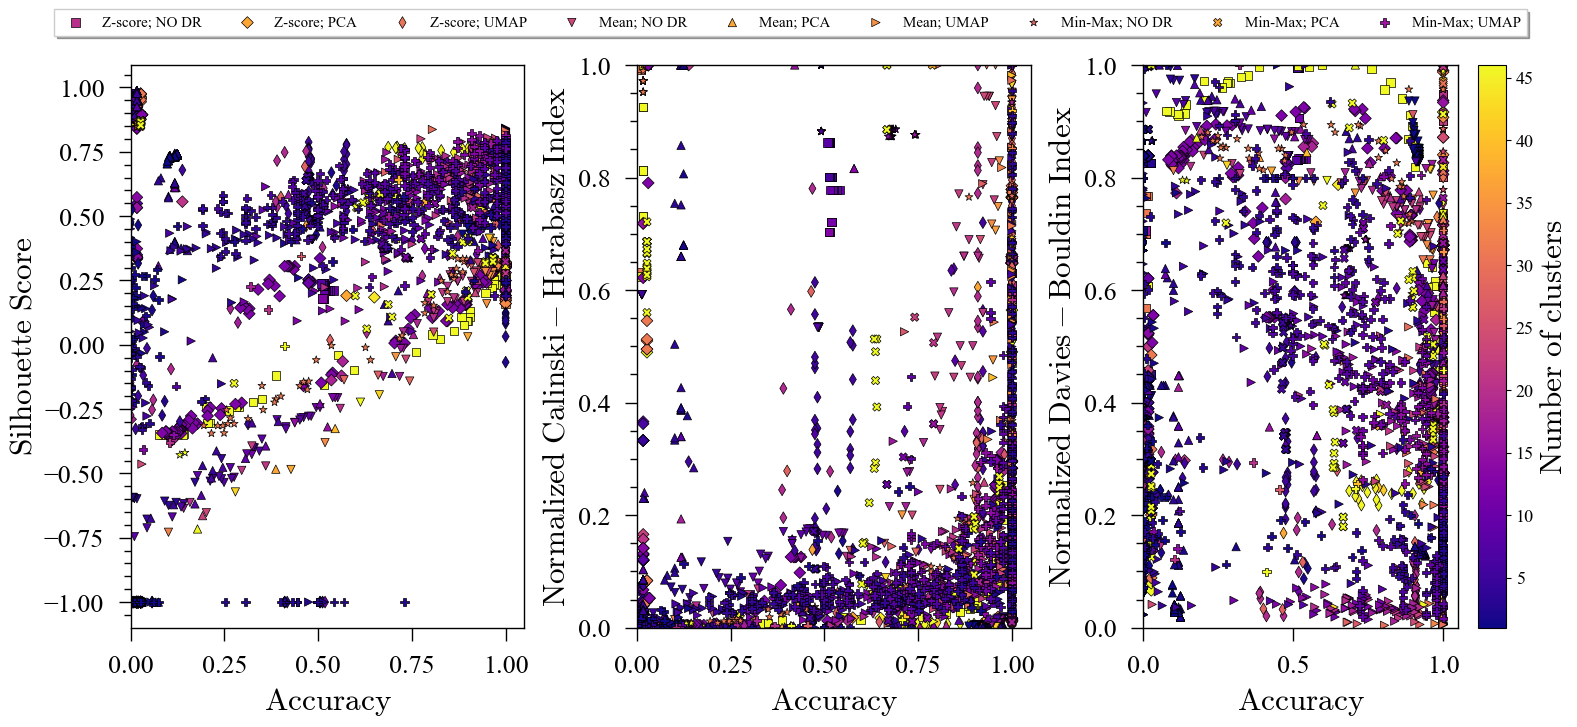 Z-score; NO DR Z-score; PCA Z-score; UMAP Mean; NO DR Mean; PCA Mean; UMAP Min-Max; NO DR Min-Max; PCA Min-Max; UMAP
Silhouette Score
1.00
0.75
0.50
0.25
0.00
−0.25
−0.50
−0.75
−1.00
0.00 0.25 0.50 0.75 1.00
Accuracy
Normalized Calinski − Harabasz Index
1.0
0.8
0.6
0.4
0.2
0.0
0.00 0.25 0.50 0.75 1.00
Accuracy
Normalized Davies − Bouldin Index
1.0
0.8
0.6
0.4
0.2
0.0
0.0 0.5 1.0
Accuracy
45
40
35
30
25
20
15
10
5
Number of clusters